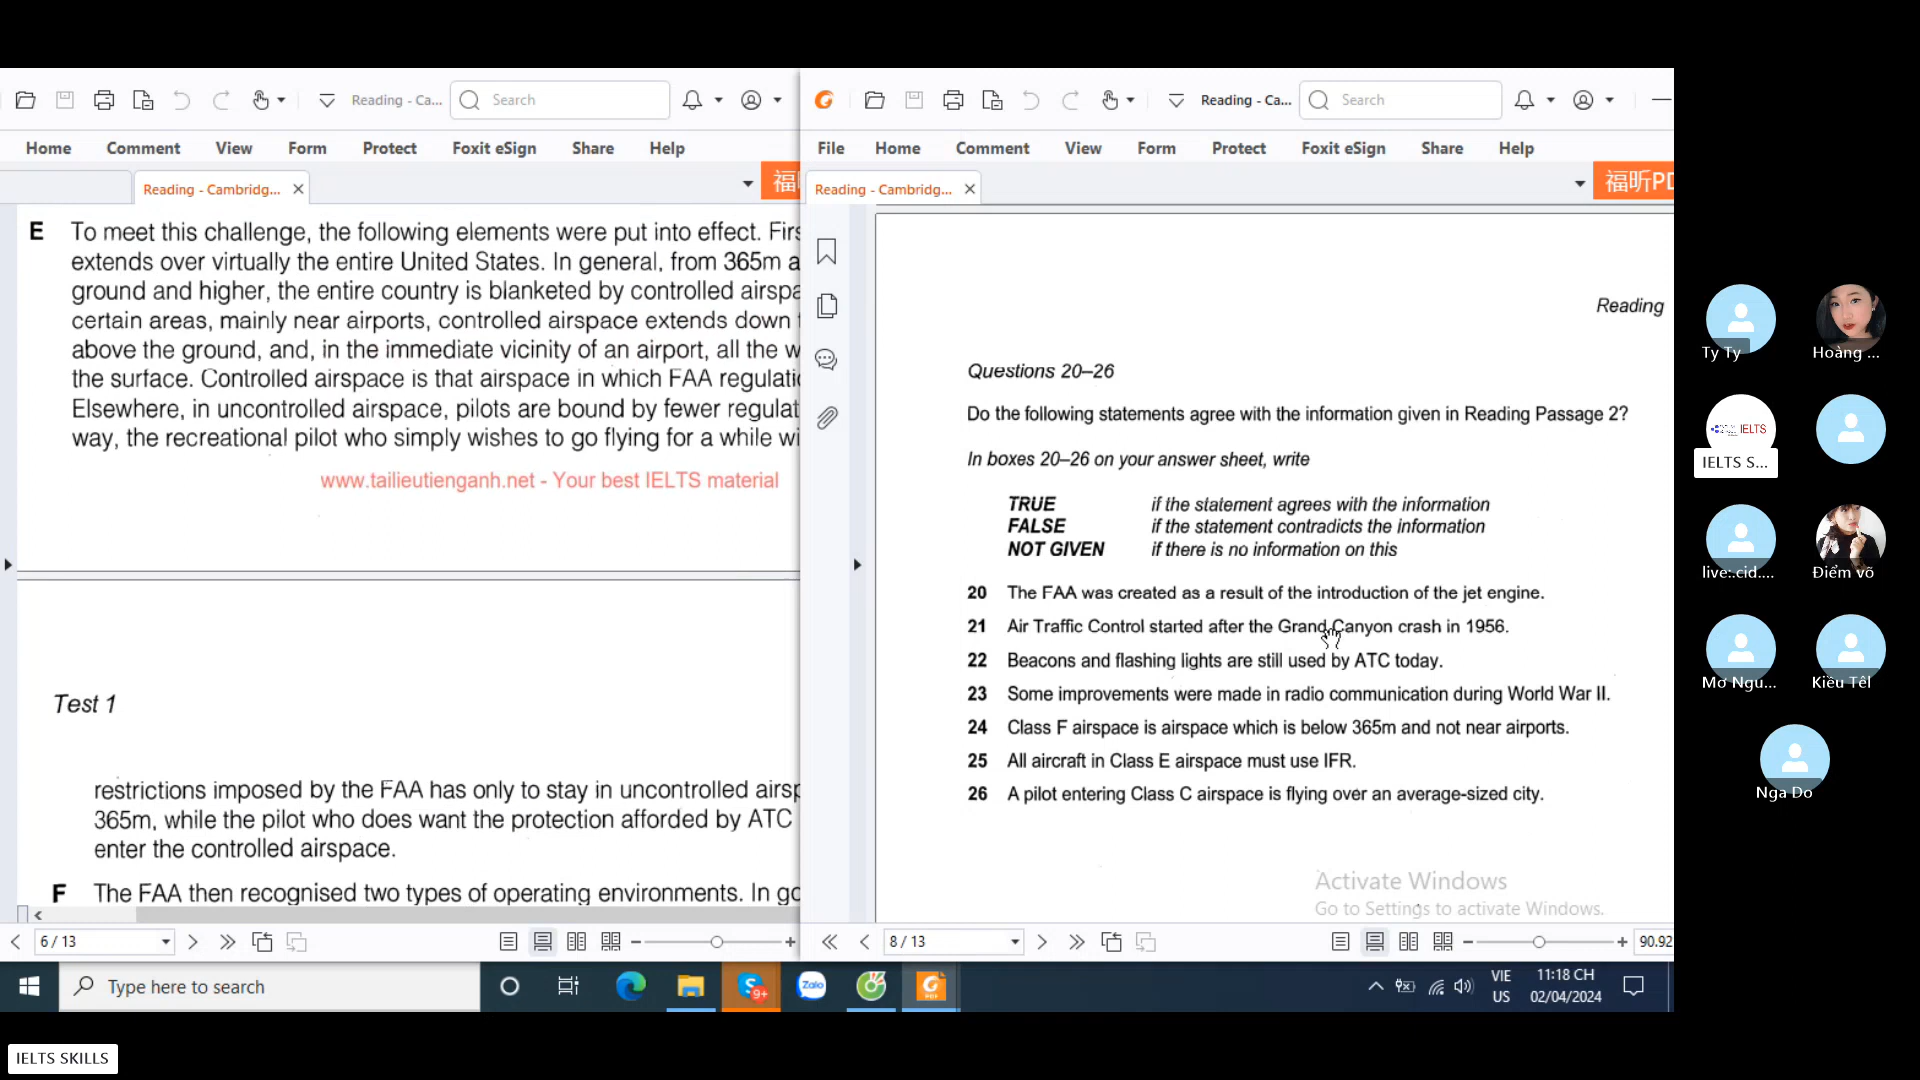 Reading - Ca...
Search
Home Comment View Form Protect Foxit eSign Share Help
Reading - Cambridg...
E To meet this challenge, the following elements were put into effect.
extends over virtually the entire United States. In general, from 365m
ground and higher, the entire country is blanketed by controlled
certain areas, mainly near airports, controlled airspace extends down
above the ground, and, in the immediate vicinity of an airport, all the
the surface. Controlled airspace is that airspace in which FAA
Elsewhere, in uncontrolled airspace, pilots are bound by fewer
way, the recreational pilot who simply wishes to go flying for a while
www.tailieutienganh.net - Your best IELTS material
Test 1
restrictions imposed by the FAA has only to stay in uncontrolled
365m, while the pilot who does want the protection afforded by ATC
enter the controlled airspace.
F The FAA then recognised two types of operating environments. In
6 / 13
Reading - Ca...
Search
File Home Comment View Form Protect Foxit eSign Share Help
Reading - Cambridg...
福昕PD
Reading
Questions 20–26
Do the following statements agree with the information given in Reading Passage 2?
In boxes 20–26 on your answer sheet, write
TRUE if the statement agrees with the information
FALSE if the statement contradicts the information
NOT GIVEN if there is no information on this
20 The FAA was created as a result of the introduction of the jet engine.
21 Air Traffic Control started after the Grand Canyon crash in 1956.
22 Beacons and flashing lights are still used by ATC today.
23 Some improvements were made in radio communication during World War II.
24 Class F airspace is airspace which is below 365m and not near airports.
25 All aircraft in Class E airspace must use IFR.
26 A pilot entering Class C airspace is flying over an average-sized city.
Activate Windows
Go to Settings to activate Windows.
8 / 13
90.92
Type here to search
9+
Zalo
VIE
US
11:18 CH
02/04/2024
Ty Ty
Hoàng ...
IELTS
IELTS S...
live:.cid....
Điểm võ
Mơ Ngu...
Kiều Têl
Nga Do
IELTS SKILLS